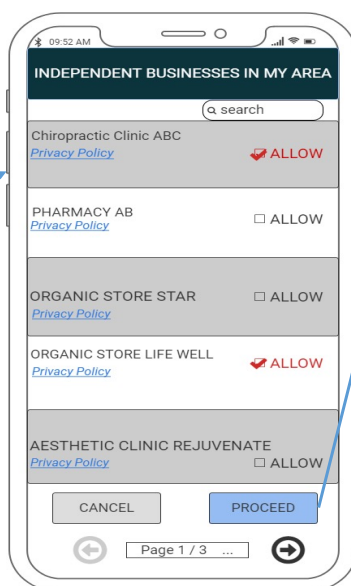 09:52 AM
INDEPENDENT BUSINESSES IN MY AREA
search
Chiropractic Clinic ABC
Privacy Policy
ALLOW
PHARMACY AB
Privacy Policy
ALLOW
ORGANIC STORE STAR
ALLOW
Privacy Policy
ORGANIC STORE LIFE WELL
Privacy Policy
ALLOW
AESTHETIC CLINIC REJUVENATE
Privacy Policy
ALLOW
CANCEL
PROCEED
Page 1 / 3 ...